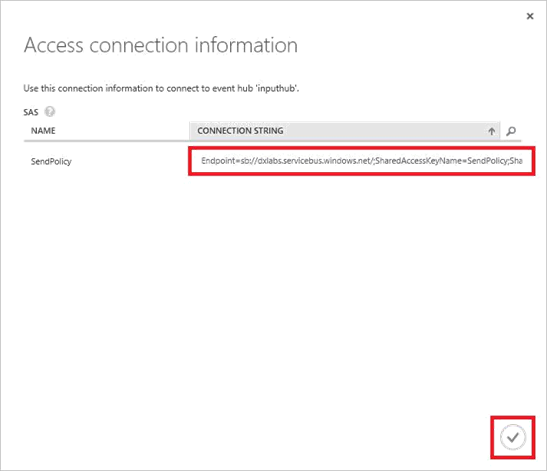 Access connection information
Use this connection information to connect to event hub 'inputhub'.
SAS ?
NAME CONNECTION STRING
SendPolicy Endpoint=sb://dxlabs.servicebus.windows.net/;SharedAccessKeyName=SendPolicy;Sha